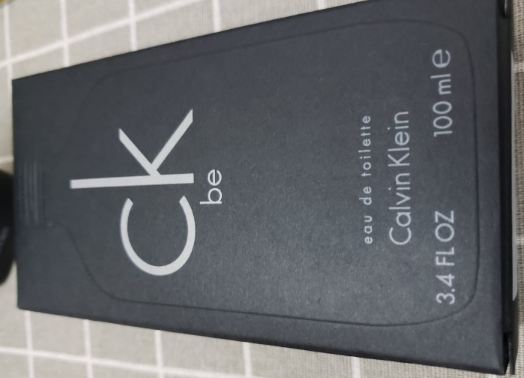 ck
be
eau de toilette
Calvin Klein
3.4 FL OZ 100 ml e